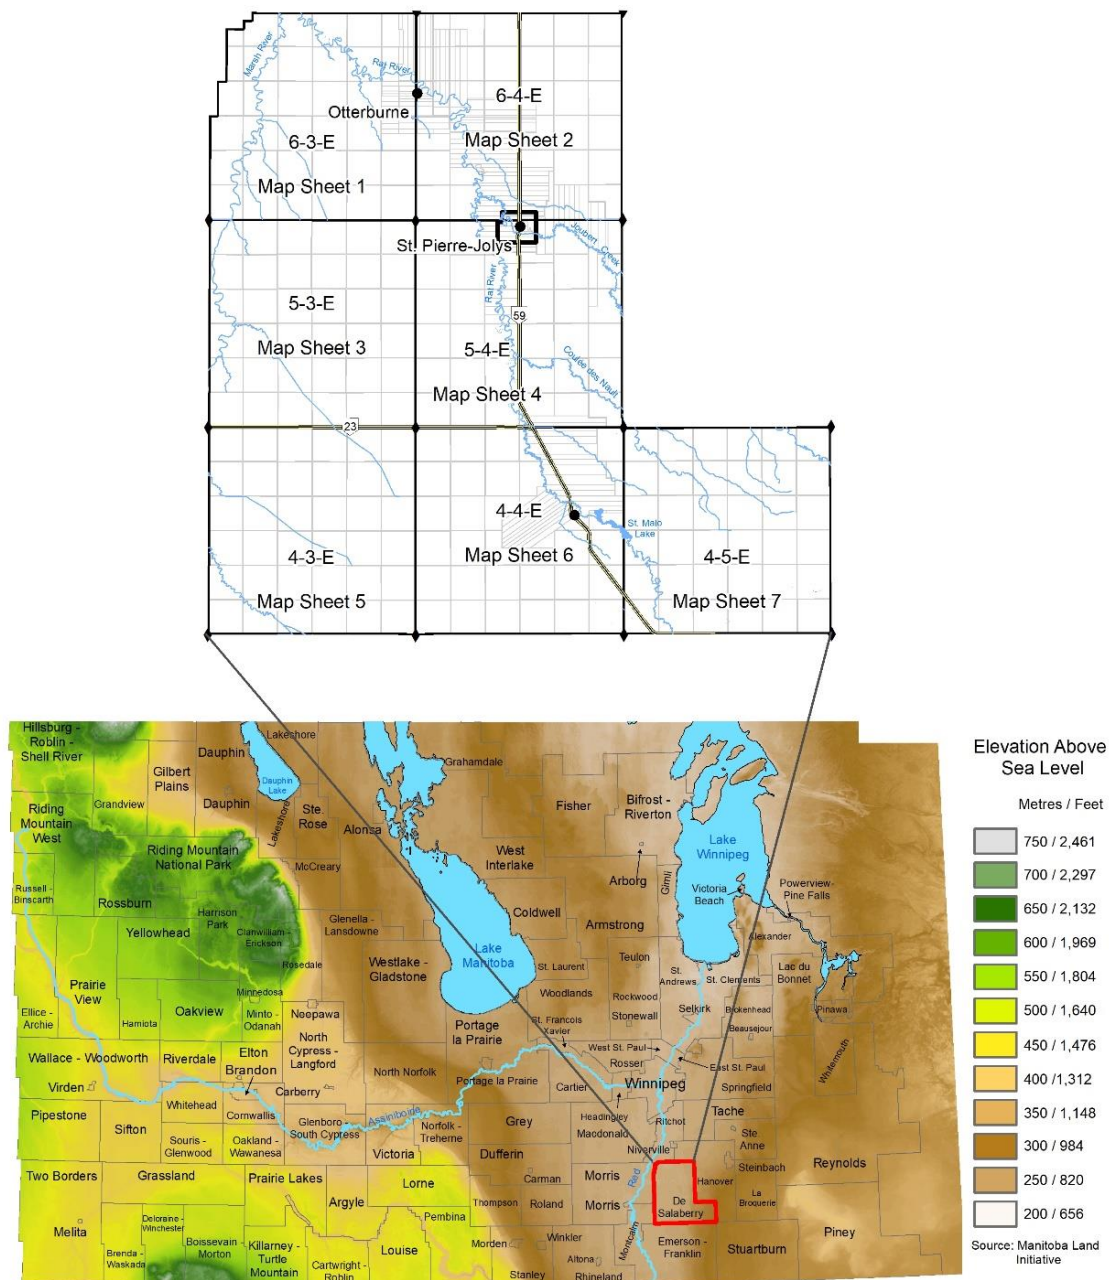 Marsh River
Rat River
6-4-E
Otterburne
Map Sheet 2
6-3-E
Map Sheet 1
St. Pierre-Jolys
Joubert Creek
Rat River
5-3-E
59
Map Sheet 3
5-4-E
Coulée des Nault
Map Sheet 4
23
4-4-E
St. Malo
Lake
4-3-E
Map Sheet 6
4-5-E
Map Sheet 5
Map Sheet 7
Hillsburg -
Roblin -
Shell River
Dauphin
Lakeshore
Grahamdale
Gilbert
Plains
Dauphin
Lake
Grandview
Dauphin
Lakeshore
Ste.
Rose
Alonsa
Fisher
Bifrost -
Riverton
Riding
Mountain
West
Riding Mountain
National Park
McCreary
West
Interlake
Arborg
Gimli
Lake
Winnipeg
Victoria
Beach
Powerview-
Pine Falls
Russell -
Binscarth
Rossburn
Harrison
Park
Yellowhead
Clanwilliam -
Erickson
Glenella -
Lansdowne
Coldwell
Armstrong
Alexander
Rosedale
Westlake -
Gladstone
Lake
Manitoba
St. Laurent
Teulon
St.
Andrews
St. Clements
Lac du
Bonnet
Prairie
View
Minnedosa
Woodlands
Rockwood
Selkirk
Brokenhead
Pinawa
Ellice -
Archie
Hamiota
Oakview
Minto -
Odanah
Neepawa
Stonewall
Beausejour
Portage
la Prairie
St. Francois
Xavier
West St. Paul
Rosser
East St. Paul
Whitemouth
Wallace - Woodworth
Riverdale
Elton
North
Cypress -
Langford
North Norfolk
Portage la Prairie
Cartier
Winnipeg
Springfield
Virden
Brandon
Carberry
Whitehead
Cornwallis
Assiniboine
Headingley
Macdonald
Ritchot
Tache
Pipestone
Sifton
Souris -
Glenwood
Oakland -
Wawanesa
Glenboro -
South Cypress
Victoria
Norfolk -
Treherne
Grey
Dufferin
Niverville
Ste
Anne
Steinbach
Reynolds
Two Borders
Grassland
Prairie Lakes
Argyle
Lorne
Carman
Morris
Red
Hanover
La
Broquerie
Thompson
Roland
Morris
De
Salaberry
Melita
Deloraine -
Winchester
Boissevain -
Morton
Pembina
Winkler
Montcalm
Emerson -
Franklin
Stuartburn
Piney
Brenda -
Waskada
Killarney -
Turtle
Mountain
Cartwright -
Roblin
Louise
Morden
Stanley
Altona
Rhineland
Elevation Above
Sea Level
Metres / Feet
750 / 2,461
700 / 2,297
650 / 2,132
600 / 1,969
550 / 1,804
500 / 1,640
450 / 1,476
400 /1,312
350 / 1,148
300 / 984
250 / 820
200 / 656
Source: Manitoba Land
Initiative